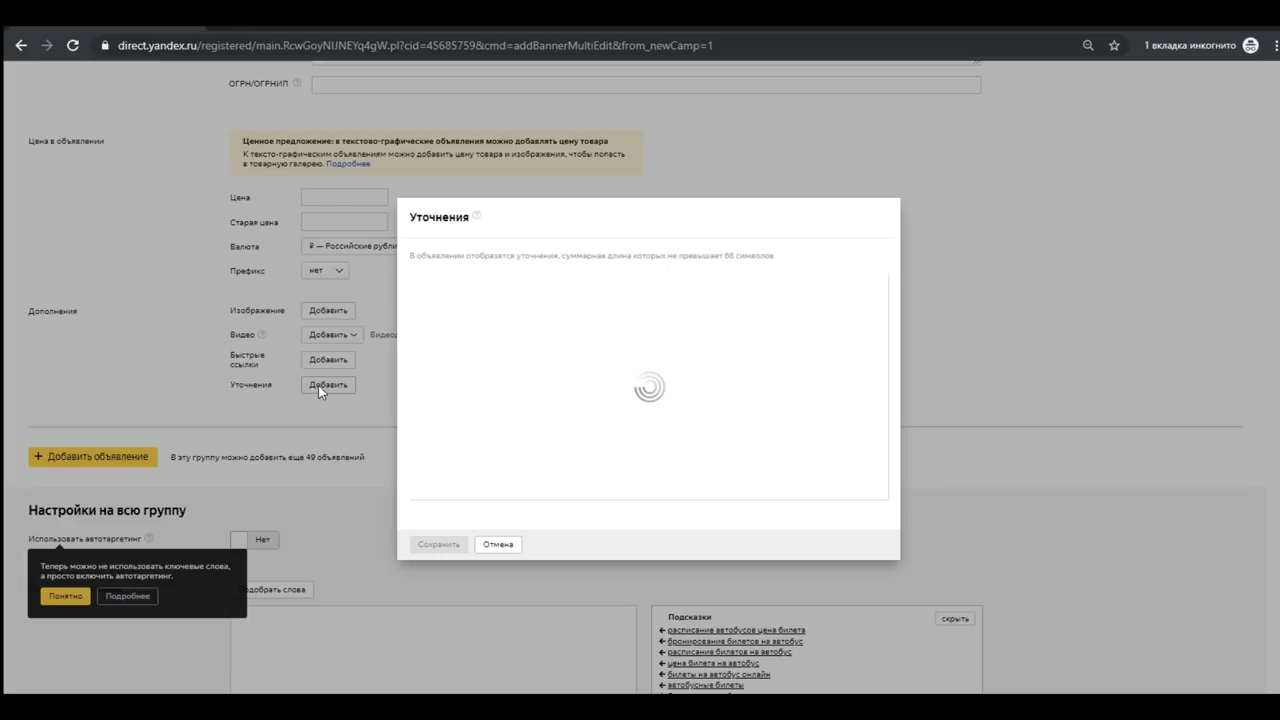 direct.yandex.ru/registered/main.RcwGoyNIJNEYq4gW.pl?cid=45685759&cmd=addBannerMultiEdit&from_newCamp=1
1 вкладка инкогнито
ОГРН/ОГРНИП
Цена в объявлении
Ценное предложение: в текстово-графические объявления можно добавлять цену товара
К тексто-графическим объявлениям можно добавить цену товара и изображения, чтобы попасть
в товарную галерею. Подробнее
Цена
Старая цена
Валюта
₽ — Российские рубли
Префикс
нет
Уточнения
В объявлении отобразятся уточнения, суммарная длина которых не превышает 66 символов
Сохранить
Отмена
Дополнения
Изображение
Добавить
Видео
Добавить
Быстрые
ссылки
Добавить
Уточнения
Добавить
+ Добавить объявление
В эту группу можно добавить еще 49 объявлений
Настройки на всю группу
Использовать автотаргетинг
Нет
Теперь можно не использовать ключевые слова,
а просто включить автотаргетинг.
Понятно
Подробнее
одобрать слова
Подсказки
скрыть
расписание автобусов цена билета
бронирование билетов на автобус
расписание билетов на автобус
цена билета на автобус
билеты на автобус онлайн
автобусные билеты